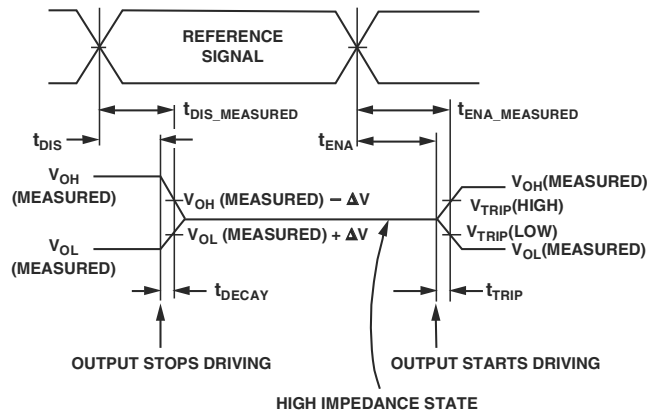 REFERENCE
SIGNAL
tDIS_MEASURED
tENA_MEASURED
tDIS
tENA
VOH
(MEASURED)
VOH (MEASURED) − ΔV
VOH(MEASURED)
VTRIP(HIGH)
VOL
(MEASURED)
VOL (MEASURED) + ΔV
VTRIP(LOW)
VOL(MEASURED)
tDECAY
tTRIP
OUTPUT STOPS DRIVING
OUTPUT STARTS DRIVING
HIGH IMPEDANCE STATE